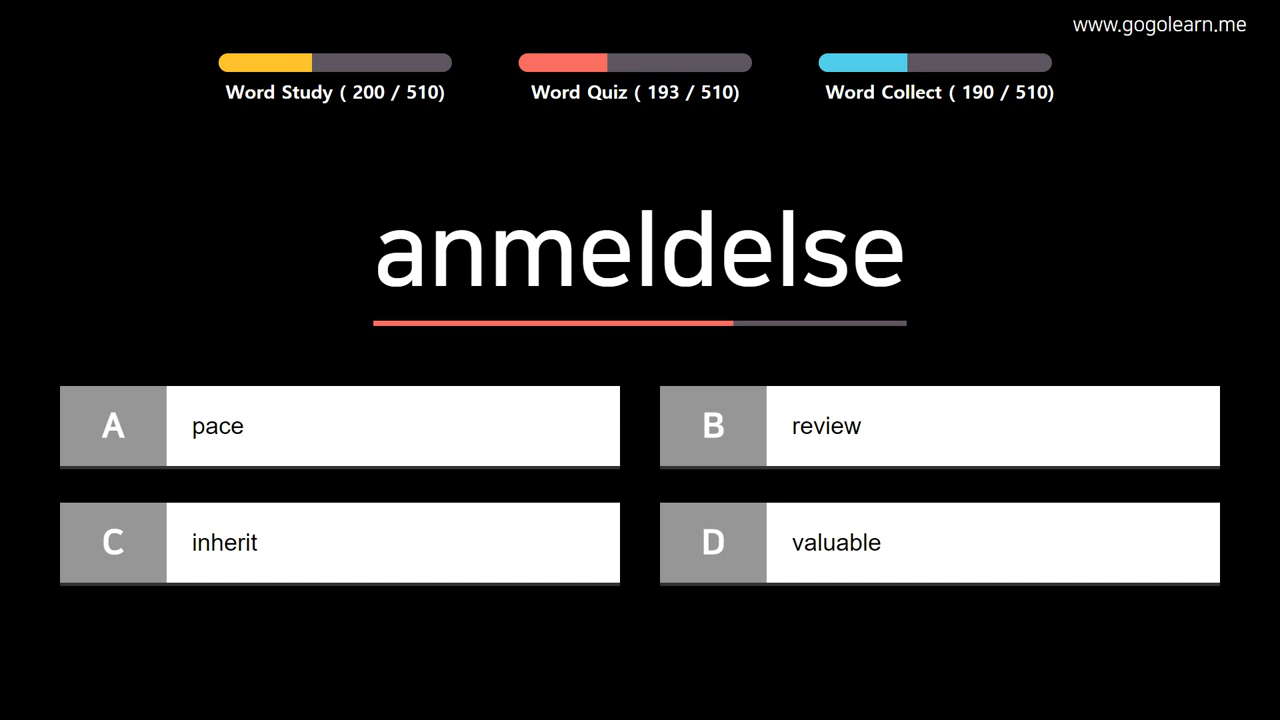 www.gogolearn.me
Word Study ( 200 / 510)
Word Quiz ( 193 / 510)
Word Collect ( 190 / 510)
anmeldelse
A pace
B review
C inherit
D valuable